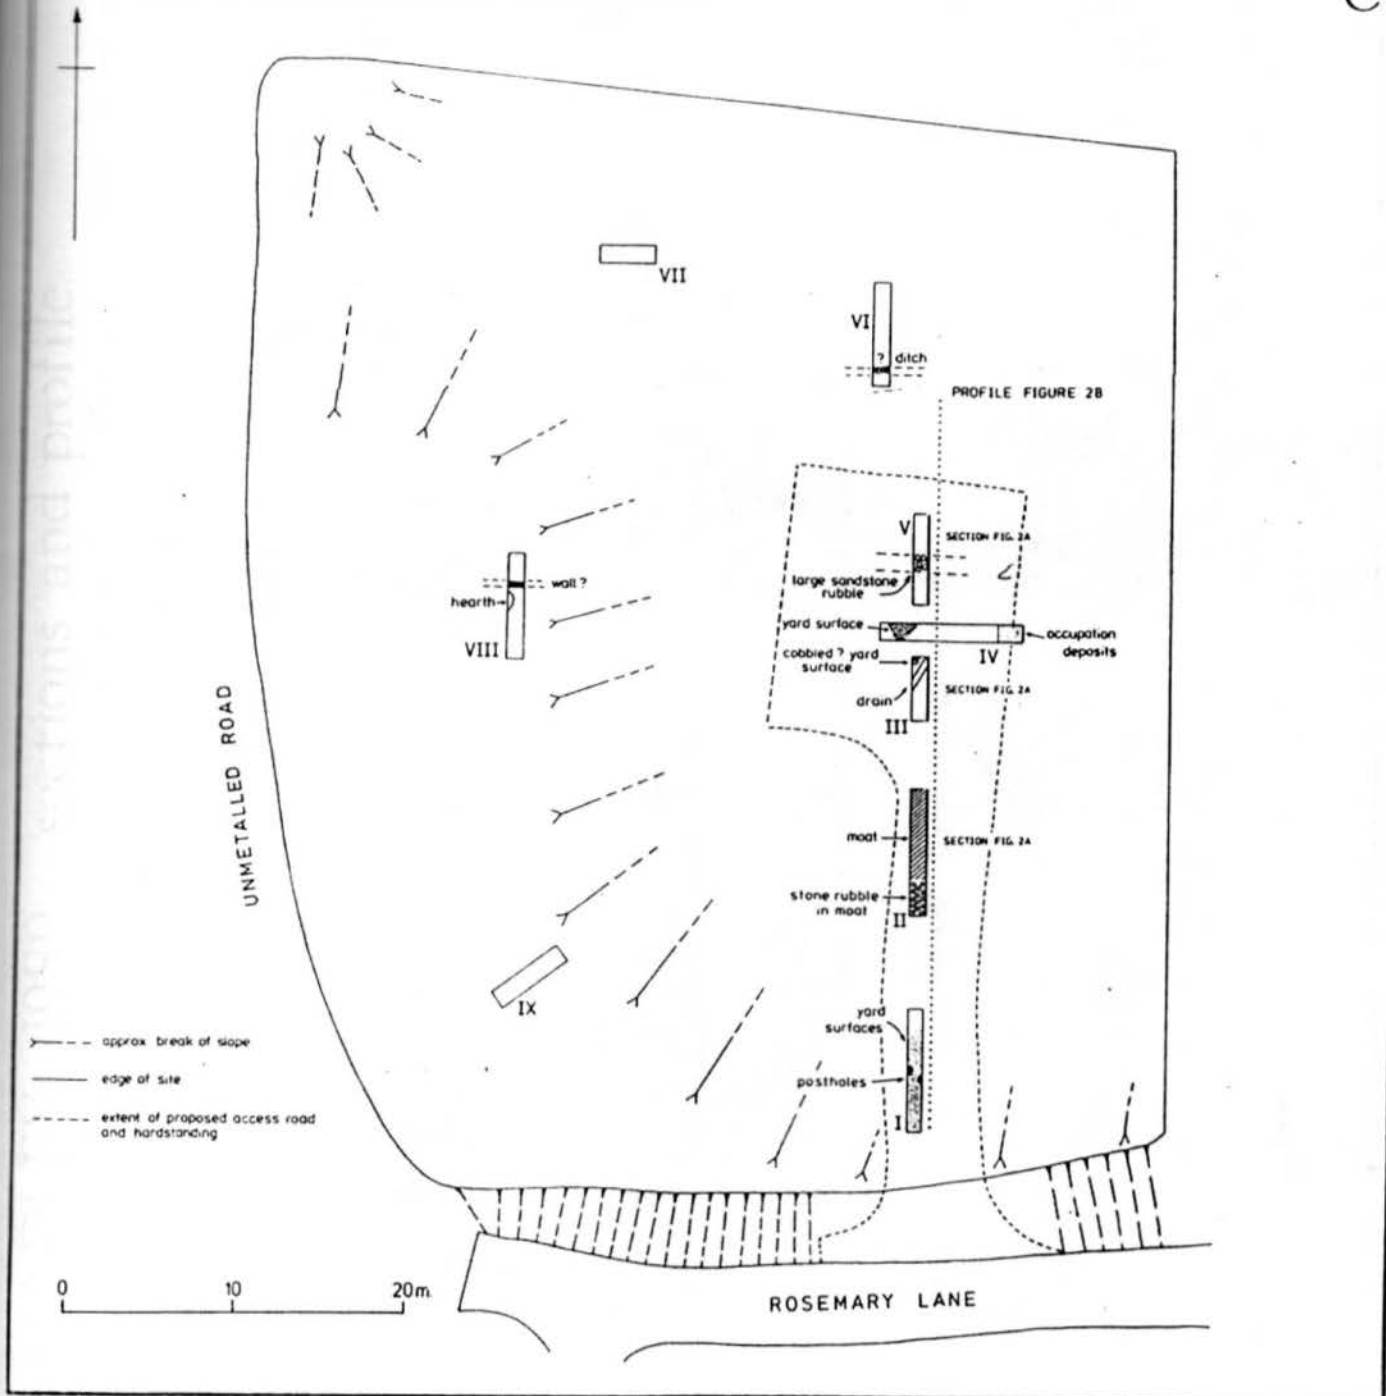 VII
VI
? ditch
PROFILE FIGURE 2B
V
SECTION FIG. 2A
large sandstone
rubble
wall ?
hearth
VIII
yard surface
occupation
deposits
IV
cobbled ? yard
surface
drain
SECTION FIG. 2A
III
UNMETALLED ROAD
moat
SECTION FIG. 2A
stone rubble
in moat
II
IX
yard
surfaces
postholes
I
approx break of slope
edge of site
extent of proposed access road
and hardstanding
0 10 20m.
ROSEMARY LANE